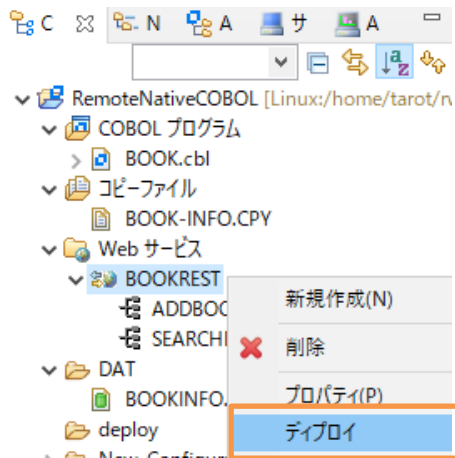 C N A サ A
RemoteNativeCOBOL [Linux:/home/tarot/rv
COBOL プログラム
BOOK.cbl
コピーファイル
BOOK-INFO.CPY
Web サービス
BOOKREST
ADDBOO
SEARCHI
DAT
BOOKINFO.
deploy
新規作成(N)
削除
プロパティ(P)
ディプロイ